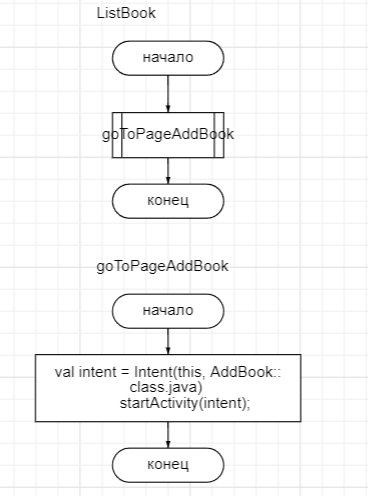 ListBook
начало
goToPageAddBook
конец
goToPageAddBook
начало
val intent = Intent(this, AddBook::
class.java)
startActivity(intent);
конец